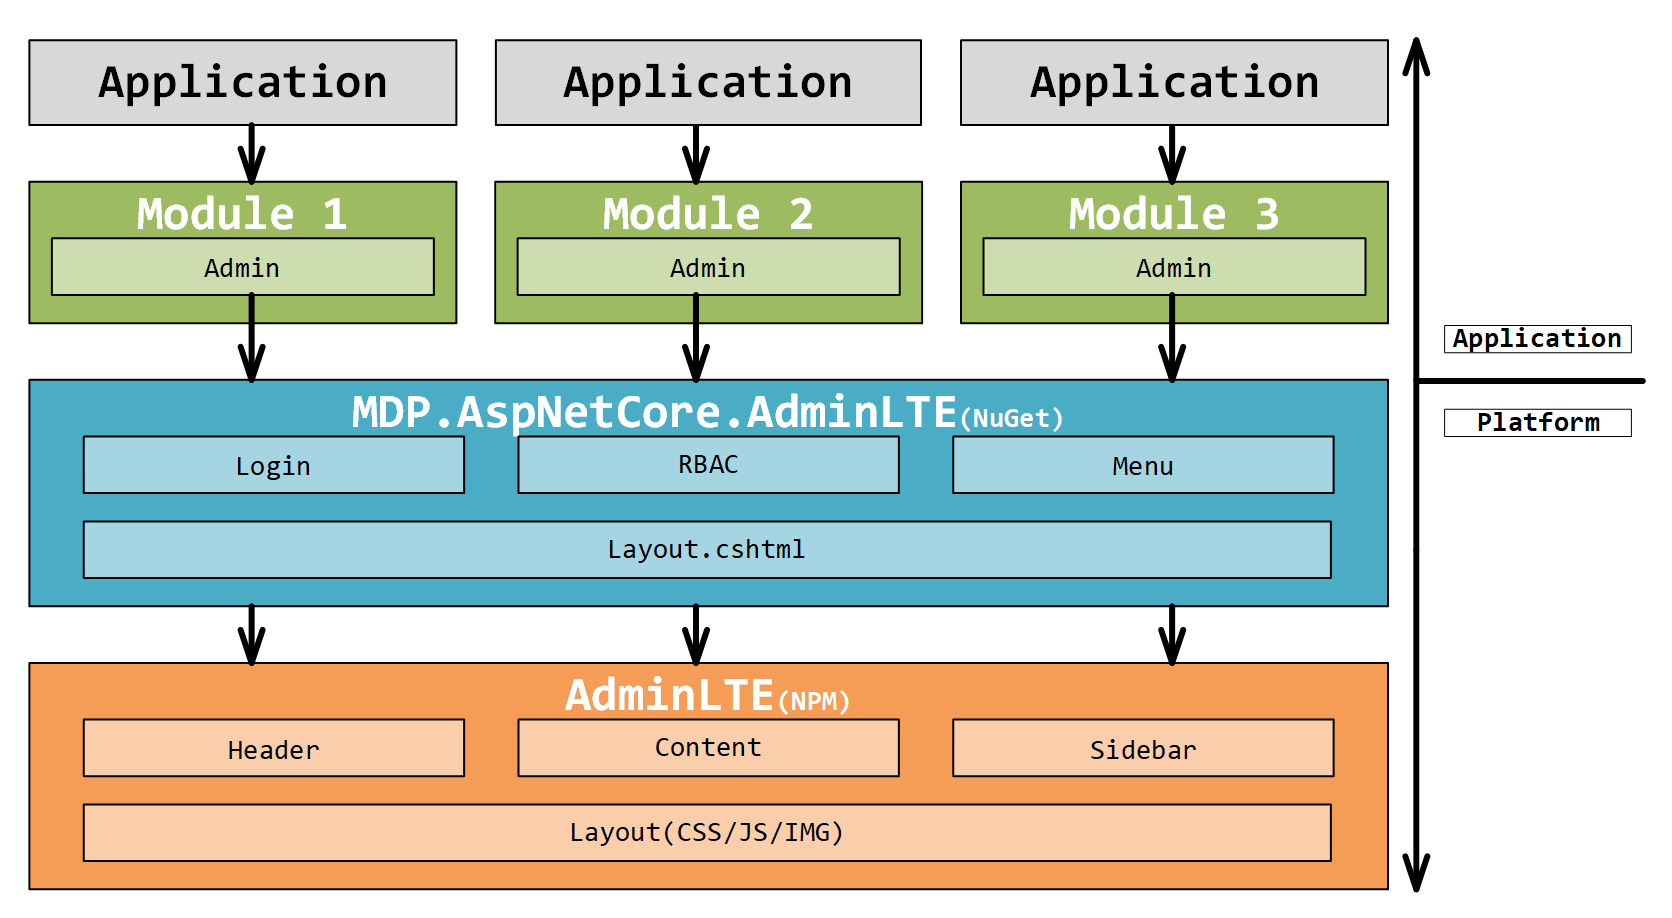 Application
Application
Application
Module 1
Module 2
Module 3
Admin
Admin
Admin
Application
Platform
MDP.AspNetCore.AdminLTE(NuGet)
Login
RBAC
Menu
Layout.cshtml
AdminLTE(NPM)
Header
Content
Sidebar
Layout(CSS/JS/IMG)